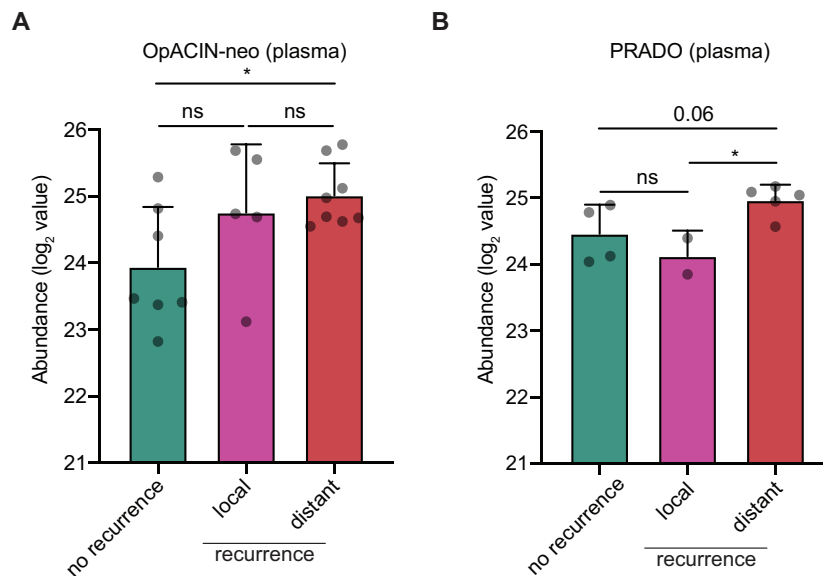 A
OpACIN-neo (plasma)
*
ns ns
26
25
24
23
22
21
Abundance (log2 value)
no recurrence
local
distant
recurrence
B
PRADO (plasma)
0.06
*
ns
26
25
24
23
22
21
Abundance (log2 value)
no recurrence
local
distant
recurrence